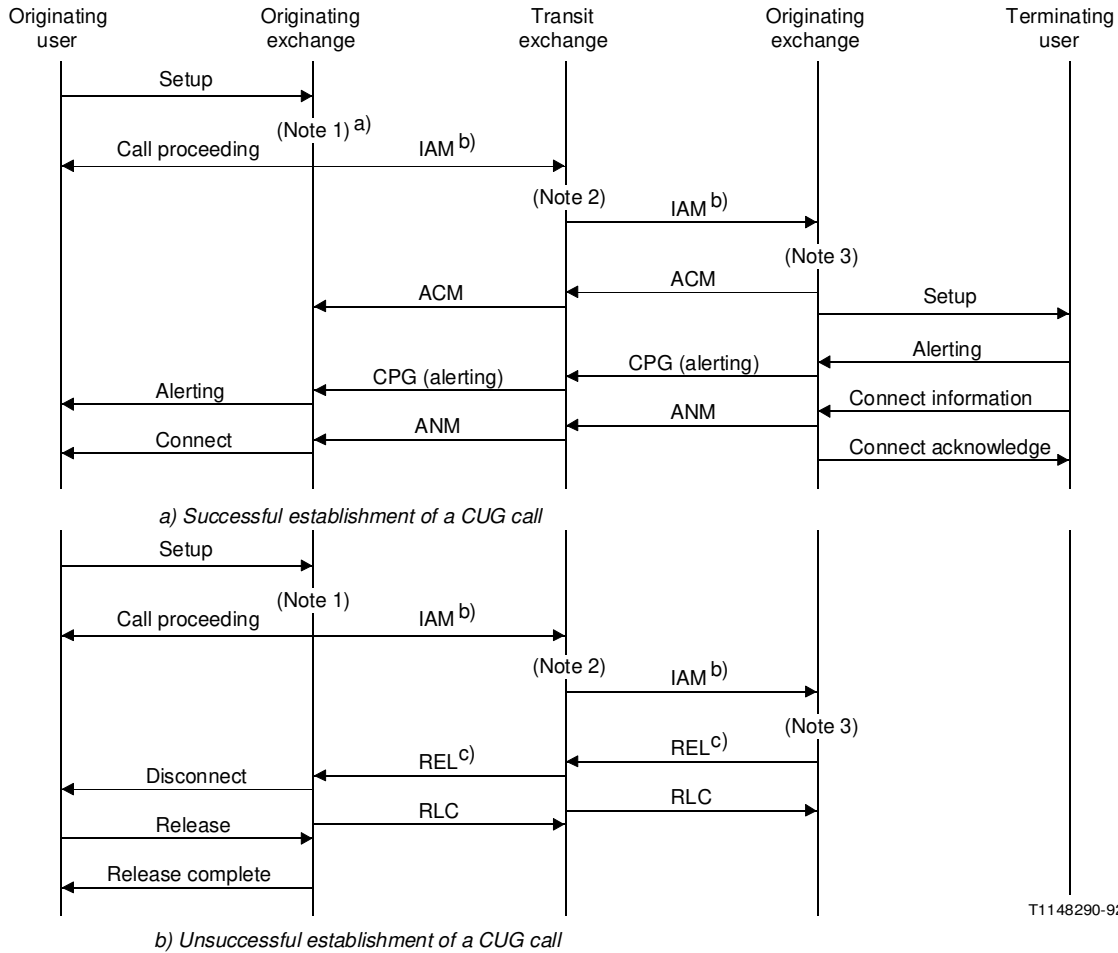 Originating user
Originating exchange
Transit exchange
Originating exchange
Terminating user
Setup
(Note 1) a)
Call proceeding
IAM b)
(Note 2)
IAM b)
(Note 3)
ACM
ACM
Setup
Alerting
CPG (alerting)
CPG (alerting)
Alerting
Connect information
ANM
ANM
Connect
Connect acknowledge
a) Successful establishment of a CUG call
Setup
(Note 1)
Call proceeding
IAM b)
(Note 2)
IAM b)
(Note 3)
REL c)
REL c)
Disconnect
RLC
RLC
Release
Release complete
T1148290-92
b) Unsuccessful establishment of a CUG call